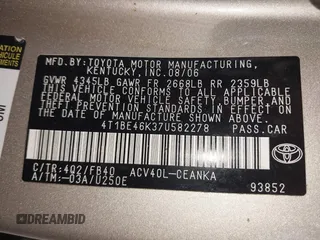 MFD.BY:TOYOTA MOTOR MANUFACTURING,
KENTUCKY,INC.08/06
GVWR 4345LB GAWR FR 2668LB RR 2359LB
THIS VEHICLE CONFORMS TO ALL APPLICABLE
FEDERAL MOTOR VEHICLE SAFETY, BUMPER,
AND THEFT PREVENTION STANDARDS IN EFFECT
ON THE DATE OF MANUFACTURE SHOWN ABOVE.
4T1BE46K37U582278 PASS.CAR
C/TR:4Q2/FB40 ACV40L-CEANKA
A/TM:-03A/U250E
TOYOTA
93852
DREAMBID